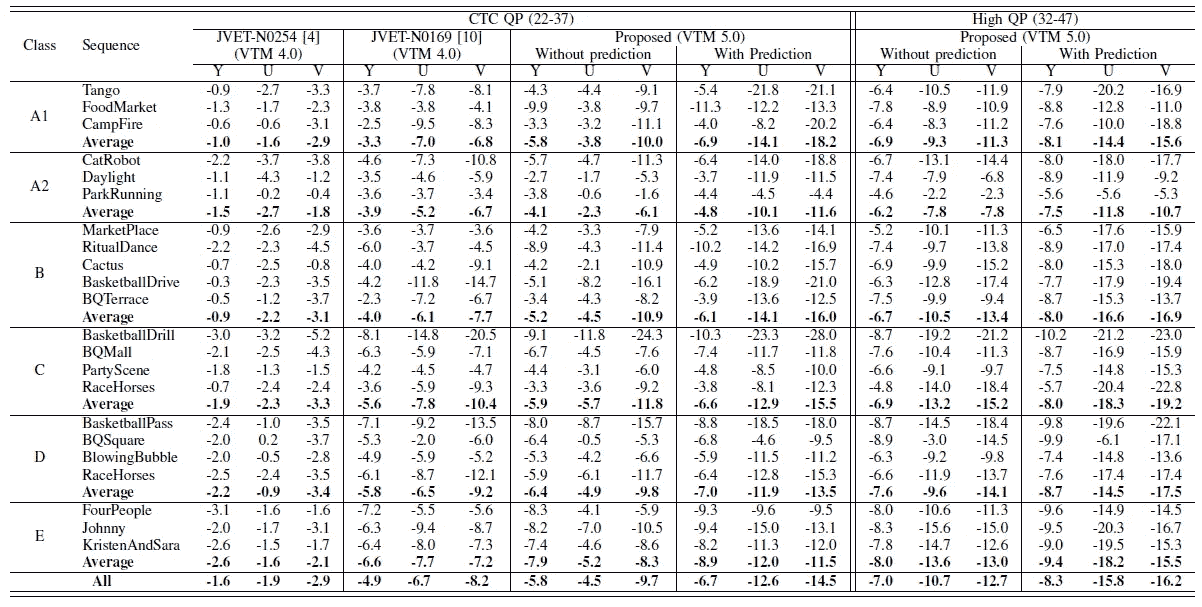 CTC QP (22-37) High QP (32-47)
Class Sequence JVET-N0254 [4] JVET-N0169 [10] Proposed (VTM 5.0) Proposed (VTM 5.0)
(VTM 4.0) (VTM 4.0) Without prediction With Prediction Without prediction With Prediction
Y U V Y U V Y U V Y U V Y U V Y U V
A1
Tango -0.9 -2.7 -3.3 -3.7 -7.8 -8.1 -4.3 -4.4 -9.1 -5.4 -21.8 -21.1 -6.4 -10.5 -11.9 -7.9 -20.2 -16.9
FoodMarket -1.3 -1.7 -2.3 -3.8 -3.8 -4.1 -9.9 -3.8 -9.7 -11.3 -12.2 -13.3 -7.8 -8.9 -10.9 -8.8 -12.8 -11.0
CampFire -0.6 -0.6 -3.1 -2.5 -9.5 -8.3 -3.3 -3.2 -11.1 -4.0 -8.2 -20.2 -6.4 -8.3 -11.2 -7.6 -10.0 -18.8
Average -1.0 -1.6 -2.9 -3.3 -7.0 -6.8 -5.8 -3.8 -10.0 -6.9 -14.1 -18.2 -6.9 -9.3 -11.3 -8.1 -14.4 -15.6
A2
CatRobot -2.2 -3.7 -3.8 -4.6 -7.3 -10.8 -5.7 -4.7 -11.3 -6.4 -14.0 -18.8 -6.7 -13.1 -14.4 -8.0 -18.0 -17.7
Daylight -1.1 -4.3 -1.2 -3.5 -4.6 -5.9 -2.7 -1.7 -5.3 -3.7 -11.9 -11.5 -7.4 -7.9 -6.8 -8.9 -11.9 -9.2
ParkRunning -1.1 -0.2 -0.4 -3.6 -3.7 -3.4 -3.8 -0.6 -1.6 -4.4 -4.5 -4.4 -4.6 -2.2 -2.3 -5.6 -5.6 -5.3
Average -1.5 -2.7 -1.8 -3.9 -5.2 -6.7 -4.1 -2.3 -6.1 -4.8 -10.1 -11.6 -6.2 -7.8 -7.8 -7.5 -11.8 -10.7
B
MarketPlace -0.9 -2.6 -2.9 -3.6 -3.7 -3.6 -4.2 -3.3 -7.9 -5.2 -13.6 -14.1 -5.2 -10.1 -11.3 -6.5 -17.6 -15.9
RitualDance -2.2 -2.3 -4.5 -6.0 -3.7 -4.5 -8.9 -4.3 -11.4 -10.2 -14.2 -16.9 -7.4 -9.7 -13.8 -8.9 -17.0 -17.4
Cactus -0.7 -2.5 -0.8 -4.0 -4.2 -9.1 -4.2 -2.1 -10.9 -4.9 -10.2 -15.7 -6.9 -9.9 -15.2 -8.0 -15.3 -18.0
BasketballDrive -0.3 -2.3 -3.5 -4.2 -11.8 -14.7 -5.1 -8.2 -16.1 -6.2 -18.9 -21.0 -6.3 -12.8 -17.4 -7.7 -17.9 -19.4
BQTerrace -0.5 -1.2 -3.7 -2.3 -7.2 -6.7 -3.4 -4.3 -8.2 -3.9 -13.6 -12.5 -7.5 -9.9 -9.4 -8.7 -15.3 -13.7
Average -0.9 -2.2 -3.1 -4.0 -6.1 -7.7 -5.2 -4.5 -10.9 -6.1 -14.1 -16.0 -6.7 -10.5 -13.4 -8.0 -16.6 -16.9
C
BasketballDrill -3.0 -3.2 -5.2 -8.1 -14.8 -20.5 -9.1 -11.8 -24.3 -10.3 -23.3 -28.0 -8.7 -19.2 -21.2 -10.2 -21.2 -23.0
BQMall -2.1 -2.5 -4.3 -6.3 -5.9 -7.1 -6.7 -4.5 -7.6 -7.4 -11.7 -11.8 -7.6 -10.4 -11.3 -8.7 -16.9 -15.9
PartyScene -1.8 -1.3 -1.5 -4.2 -4.5 -4.7 -4.4 -3.1 -6.0 -4.8 -8.5 -10.0 -6.6 -9.1 -9.7 -7.5 -14.8 -15.3
RaceHorses -0.7 -2.4 -2.4 -3.6 -5.9 -9.3 -3.3 -3.6 -9.2 -3.8 -8.1 -12.3 -4.8 -14.0 -18.4 -5.7 -20.4 -22.8
Average -1.9 -2.3 -3.3 -5.6 -7.8 -10.4 -5.9 -5.7 -11.8 -6.6 -12.9 -15.5 -6.9 -13.2 -15.2 -8.0 -18.3 -19.2
D
BasketballPass -2.4 -1.0 -3.5 -7.1 -9.2 -13.5 -8.0 -8.7 -15.7 -8.8 -18.5 -18.0 -8.7 -14.5 -18.4 -9.8 -19.6 -22.1
BQSquare -2.0 0.2 -3.7 -5.3 -2.0 -6.0 -6.4 -0.5 -5.3 -6.8 -4.6 -9.5 -8.9 -3.0 -14.5 -9.9 -6.1 -17.1
BlowingBubble -2.0 -0.5 -2.8 -4.9 -5.9 -5.2 -5.3 -4.2 -6.6 -5.9 -11.5 -11.2 -6.3 -9.2 -9.8 -7.4 -14.8 -13.6
RaceHorses -2.5 -2.4 -3.5 -6.1 -8.7 -12.1 -5.9 -6.1 -11.7 -6.4 -12.8 -15.3 -6.6 -11.9 -13.7 -7.6 -17.4 -17.4
Average -2.2 -0.9 -3.4 -5.8 -6.5 -9.2 -6.4 -4.9 -9.8 -7.0 -11.9 -13.5 -7.6 -9.6 -14.1 -8.7 -14.5 -17.5
E
FourPeople -3.1 -1.6 -1.6 -7.2 -5.5 -5.6 -8.3 -4.1 -5.9 -9.3 -9.6 -9.5 -8.0 -10.6 -11.3 -9.6 -14.9 -14.5
Johnny -2.0 -1.7 -3.1 -6.3 -9.4 -8.7 -8.2 -7.0 -10.5 -9.4 -15.0 -13.1 -8.3 -15.6 -15.0 -9.5 -20.3 -16.7
KristenAndSara -2.6 -1.5 -1.7 -6.4 -8.0 -7.3 -7.4 -4.6 -8.6 -8.2 -11.3 -12.0 -7.8 -14.7 -12.6 -9.0 -19.5 -15.3
Average -2.6 -1.6 -2.1 -6.6 -7.7 -7.2 -7.9 -5.2 -8.3 -8.9 -12.0 -11.5 -8.0 -13.6 -13.0 -9.4 -18.2 -15.5
All -1.6 -1.9 -2.9 -4.9 -6.7 -8.2 -5.8 -4.5 -9.7 -6.7 -12.6 -14.5 -7.0 -10.7 -12.7 -8.3 -15.8 -16.2